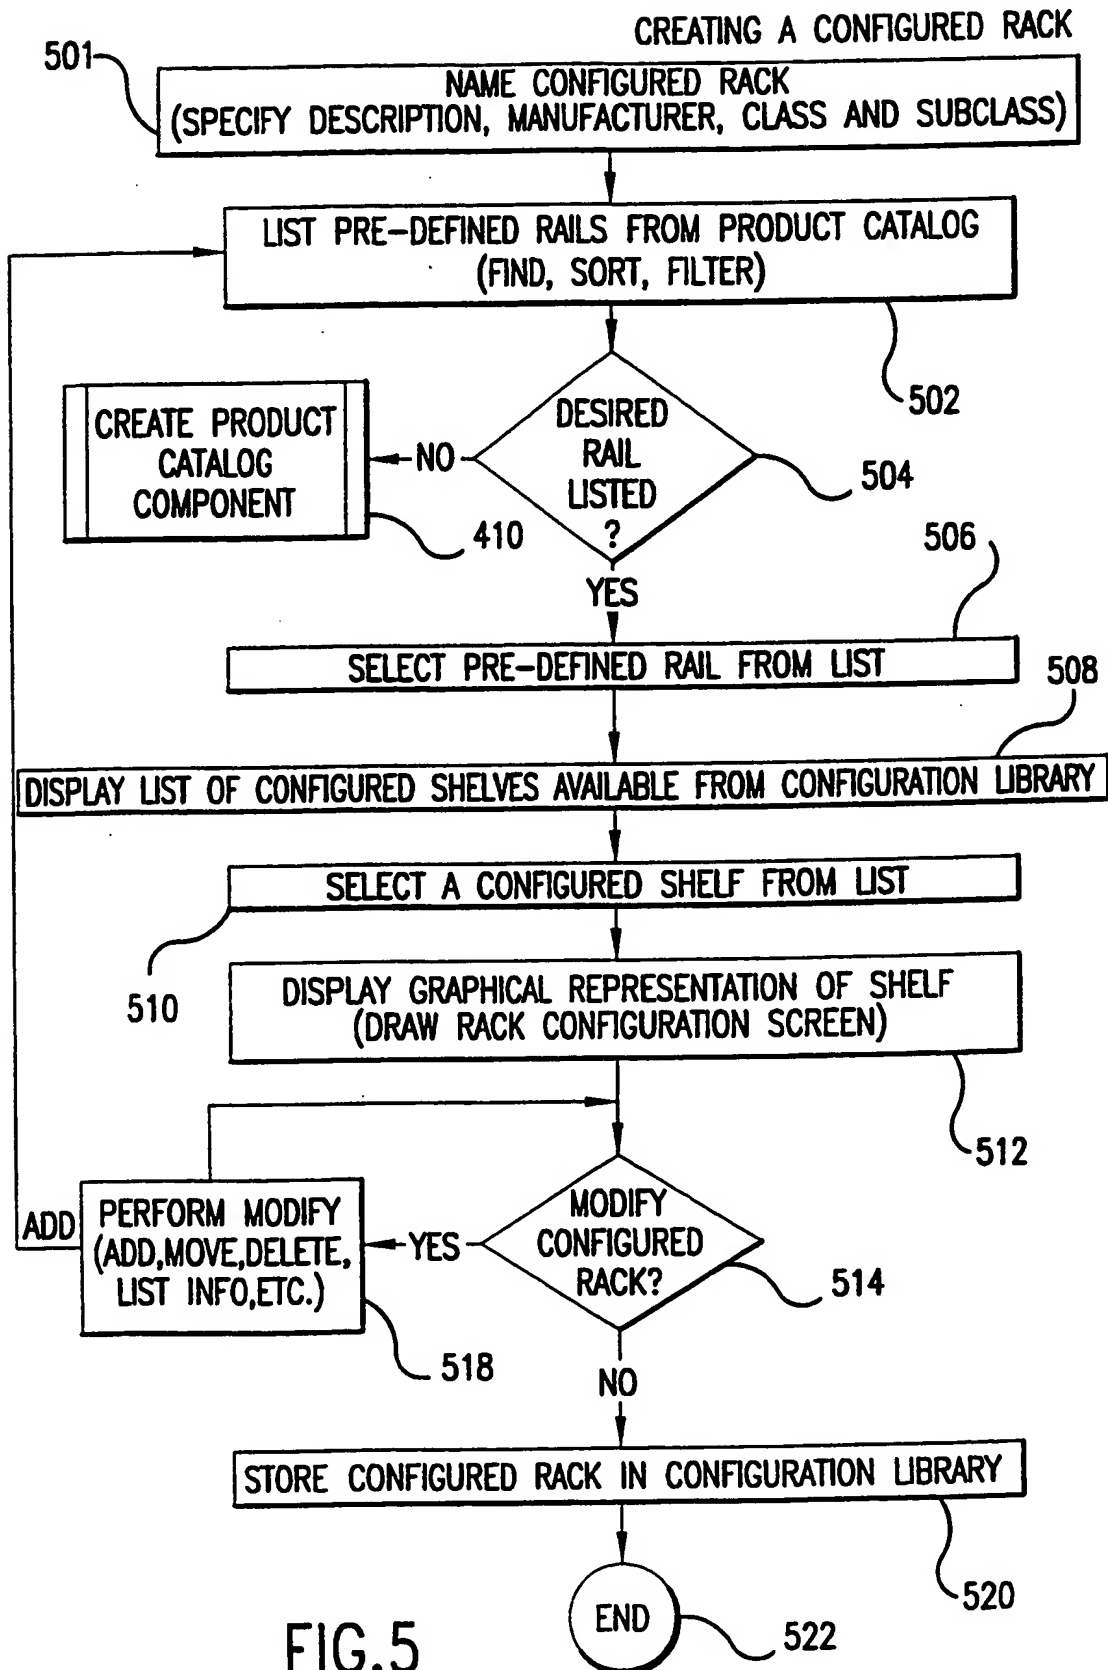 CREATING A CONFIGURED RACK
501
NAME CONFIGURED RACK
(SPECIFY DESCRIPTION, MANUFACTURER, CLASS AND SUBCLASS)
LIST PRE-DEFINED RAILS FROM PRODUCT CATALOG
(FIND, SORT, FILTER)
502
DESIRED
RAIL
LISTED
?
504
NO
CREATE PRODUCT
CATALOG
COMPONENT
410
YES
506
SELECT PRE-DEFINED RAIL FROM LIST
508
DISPLAY LIST OF CONFIGURED SHELVES AVAILABLE FROM CONFIGURATION LIBRARY
SELECT A CONFIGURED SHELF FROM LIST
510
DISPLAY GRAPHICAL REPRESENTATION OF SHELF
(DRAW RACK CONFIGURATION SCREEN)
512
MODIFY
CONFIGURED
RACK?
514
YES
ADD
PERFORM MODIFY
(ADD,MOVE,DELETE,
LIST INFO,ETC.)
518
NO
STORE CONFIGURED RACK IN CONFIGURATION LIBRARY
520
END
522
FIG.5